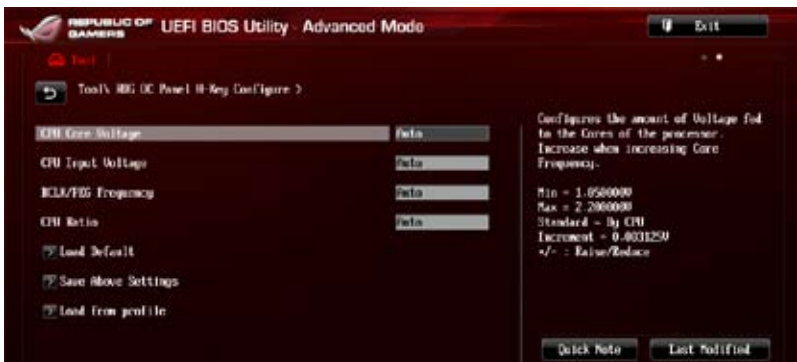 REPUBLIC OF GAMERS
UEFI BIOS Utility - Advanced Mode
Exit
Tool
Tool\ ROG OC Panel H-Key Configure >
CPU Core Voltage Auto
CPU Input Voltage Auto
BCLK/PEG Frequency Auto
CPU Ratio Auto
Load Default
Save Above Settings
Load from profile
Configures the amount of Voltage fed
to the Cores of the processor.
Increase when increasing Core
Frequency.
Min = 1.050000V
Max = 2.200000V
Standard = By CPU
Increment = 0.003125V
+/- : Raise/Reduce
Quick Note
Last Modified